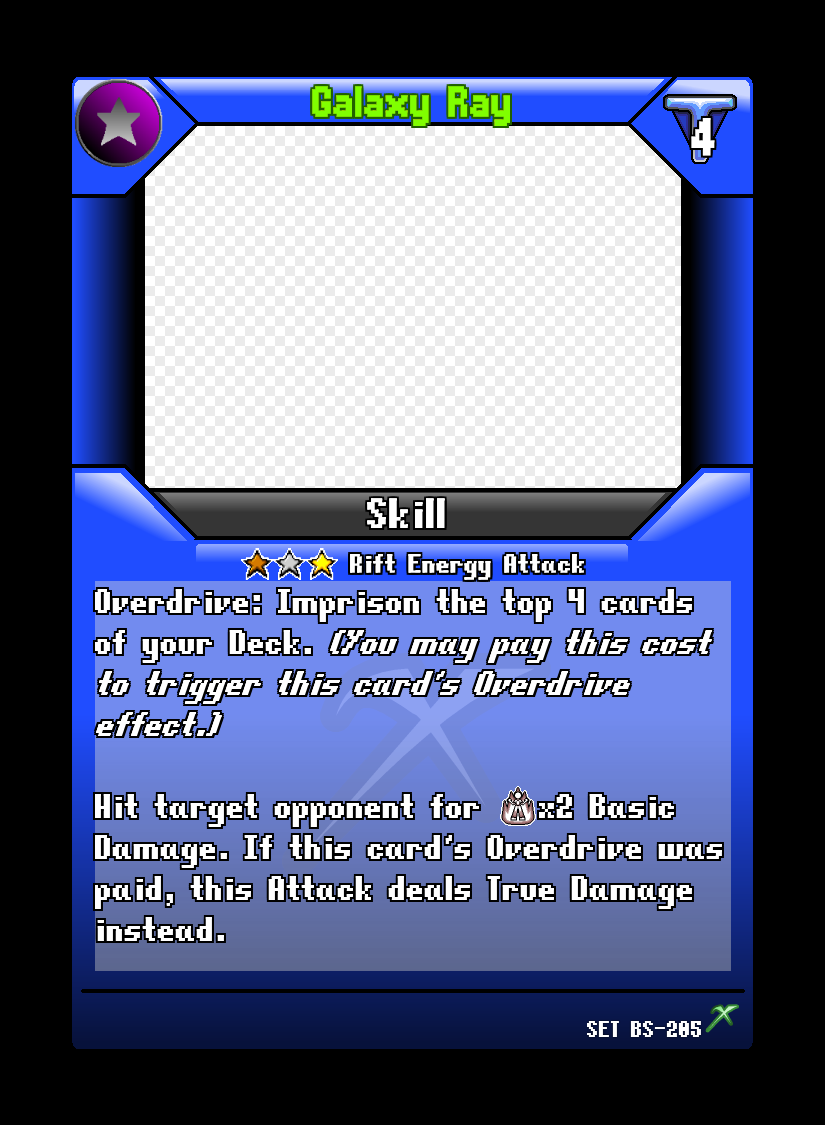 Galaxy Ray
4
Skill
Rift Energy Attack
Overdrive: Imprison the top 4 cards
of your Deck. (You may pay this cost
to trigger this card's Overdrive
effect.)
Hit target opponent for x2 Basic
Damage. If this card's Overdrive was
paid, this Attack deals True Damage
instead.
SET BS-205